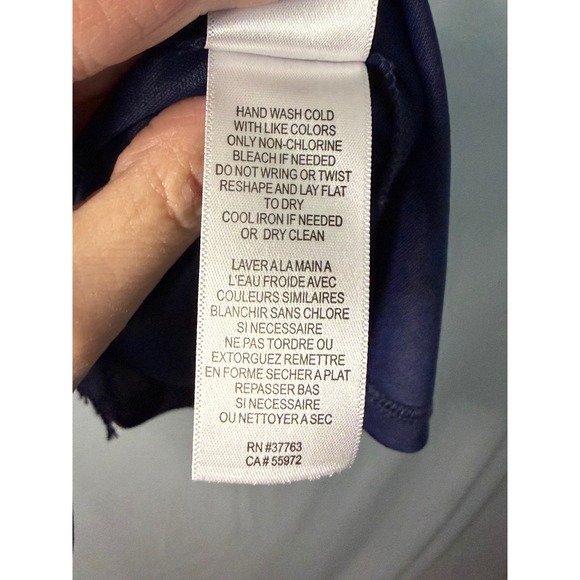 HAND WASH COLD
WITH LIKE COLORS
ONLY NON-CHLORINE
BLEACH IF NEEDED
DO NOT WRING OR TWIST
RESHAPE AND LAY FLAT
TO DRY
COOL IRON IF NEEDED
OR DRY CLEAN
LAVER A LA MAIN A
L'EAU FROIDE AVEC
COULEURS SIMILAIRES
BLANCHIR SANS CHLORE
SI NECESSAIRE
NE PAS TORDRE OU
EXTORGUEZ REMETTRE
EN FORME SECHER A PLAT
REPASSER BAS
SI NECESSAIRE
OU NETTOYER A SEC
RN #37763
CA# 55972